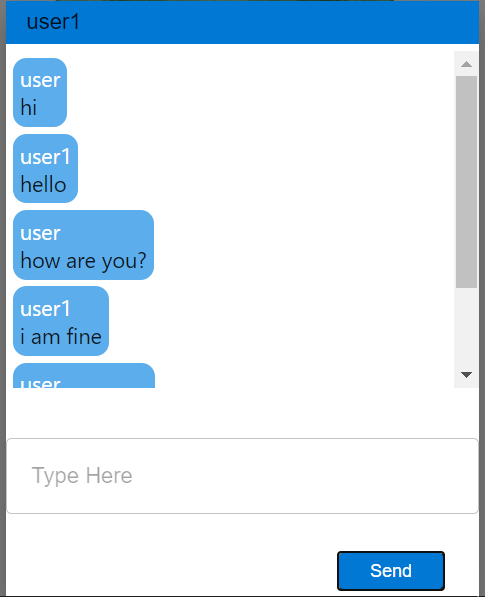 user1
user
hi
user1
hello
user
how are you?
user1
i am fine
user
Type Here
Send